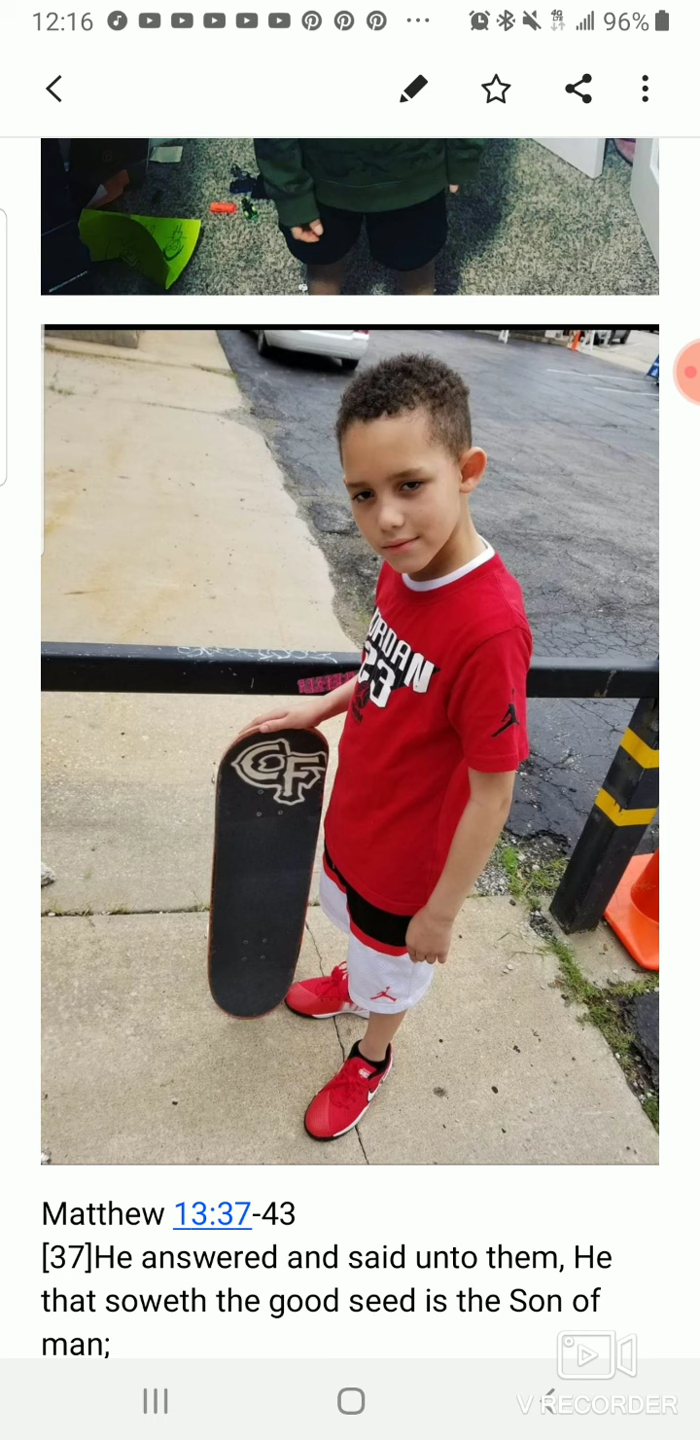 12:16
4G
96%
JORDAN
23
CF
Matthew 13:37-43
[37]He answered and said unto them, He
that soweth the good seed is the Son of
man;
V RECORDER